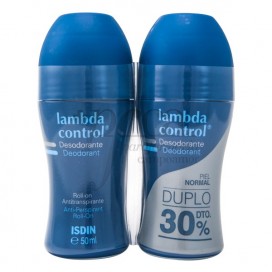 lambda
control®
Desodorante
Deodorant
Roll-on
Antitranspirante
Anti-Perspirant
Roll-On
ISDIN
e 50ml
lambda
control®
Desodorante
Deodorant
PIEL
NORMAL
DUPLO
30% DTO.